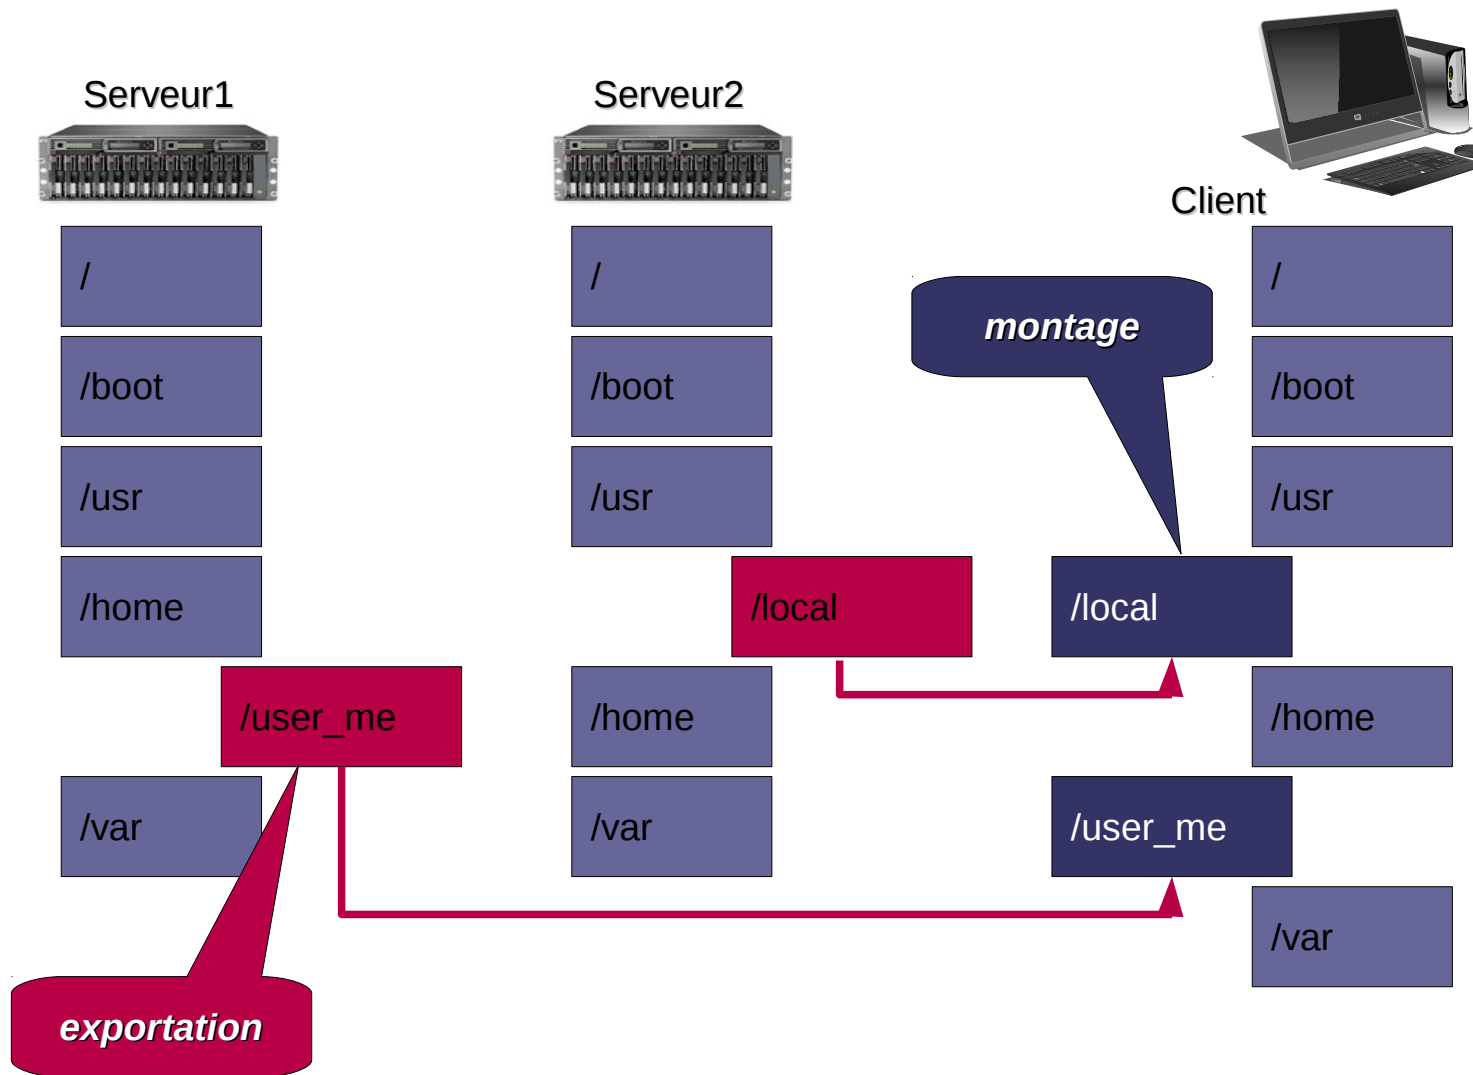 Serveur1
/
/boot
/usr
/home
/user_me
/var
exportation
Serveur2
/
/boot
/usr
/local
/home
/var
Client
montage
/
/boot
/usr
/local
/home
/user_me
/var